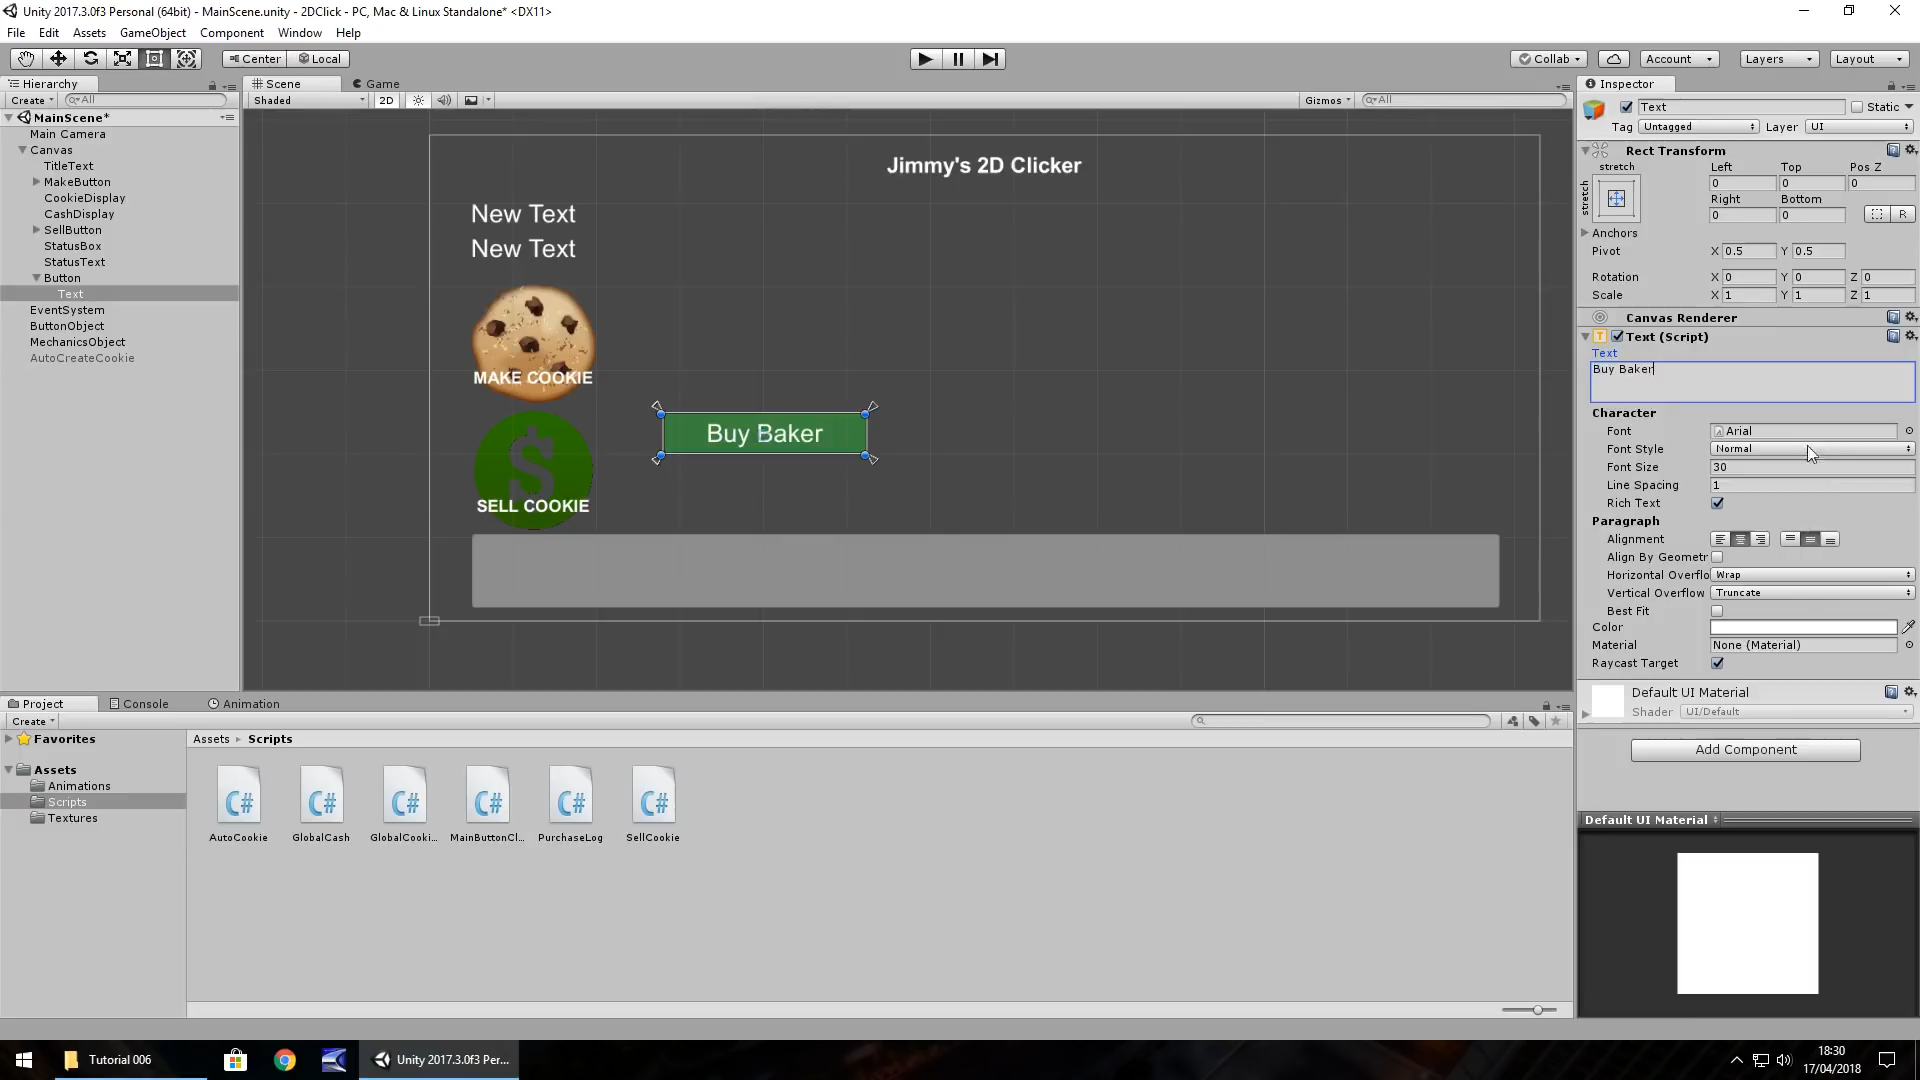 Unity 2017.3.0f3 Personal (64bit) - MainScene.unity - 2DClick - PC, Mac & Linux Standalone* <DX11>
File Edit Assets GameObject Component Window Help
Center Local
Collab Account Layers Layout
Hierarchy
Create All
MainScene*
Main Camera
Canvas
TitleText
MakeButton
CookieDisplay
CashDisplay
SellButton
StatusBox
StatusText
Button
Text
EventSystem
ButtonObject
MechanicsObject
AutoCreateCookie
Scene Game
Shaded 2D Gizmos All
Jimmy's 2D Clicker
New Text
New Text
MAKE COOKIE
Buy Baker
$
SELL COOKIE
Inspector
Text Static
Tag Untagged Layer UI
Rect Transform
stretch Left Top Pos Z
stretch 0 0 0
Right Bottom
0 0 R
Anchors
Pivot X 0.5 Y 0.5
Rotation X 0 Y 0 Z 0
Scale X 1 Y 1 Z 1
Canvas Renderer
Text (Script)
Text
Buy Baker
Character
Font Arial
Font Style Normal
Font Size 30
Line Spacing 1
Rich Text
Paragraph
Alignment
Align By Geometr
Horizontal Overflo Wrap
Vertical Overflow Truncate
Best Fit
Color
Material None (Material)
Raycast Target
Default UI Material
Shader UI/Default
Add Component
Default UI Material
Project Console Animation
Create
Favorites
Assets
Animations
Scripts
Textures
Assets Scripts
C# C# C# C# C# C#
AutoCookie GlobalCash GlobalCooki... MainButtonCl... PurchaseLog SellCookie
Tutorial 006 Unity 2017.3.0f3 Per...
18:30
17/04/2018